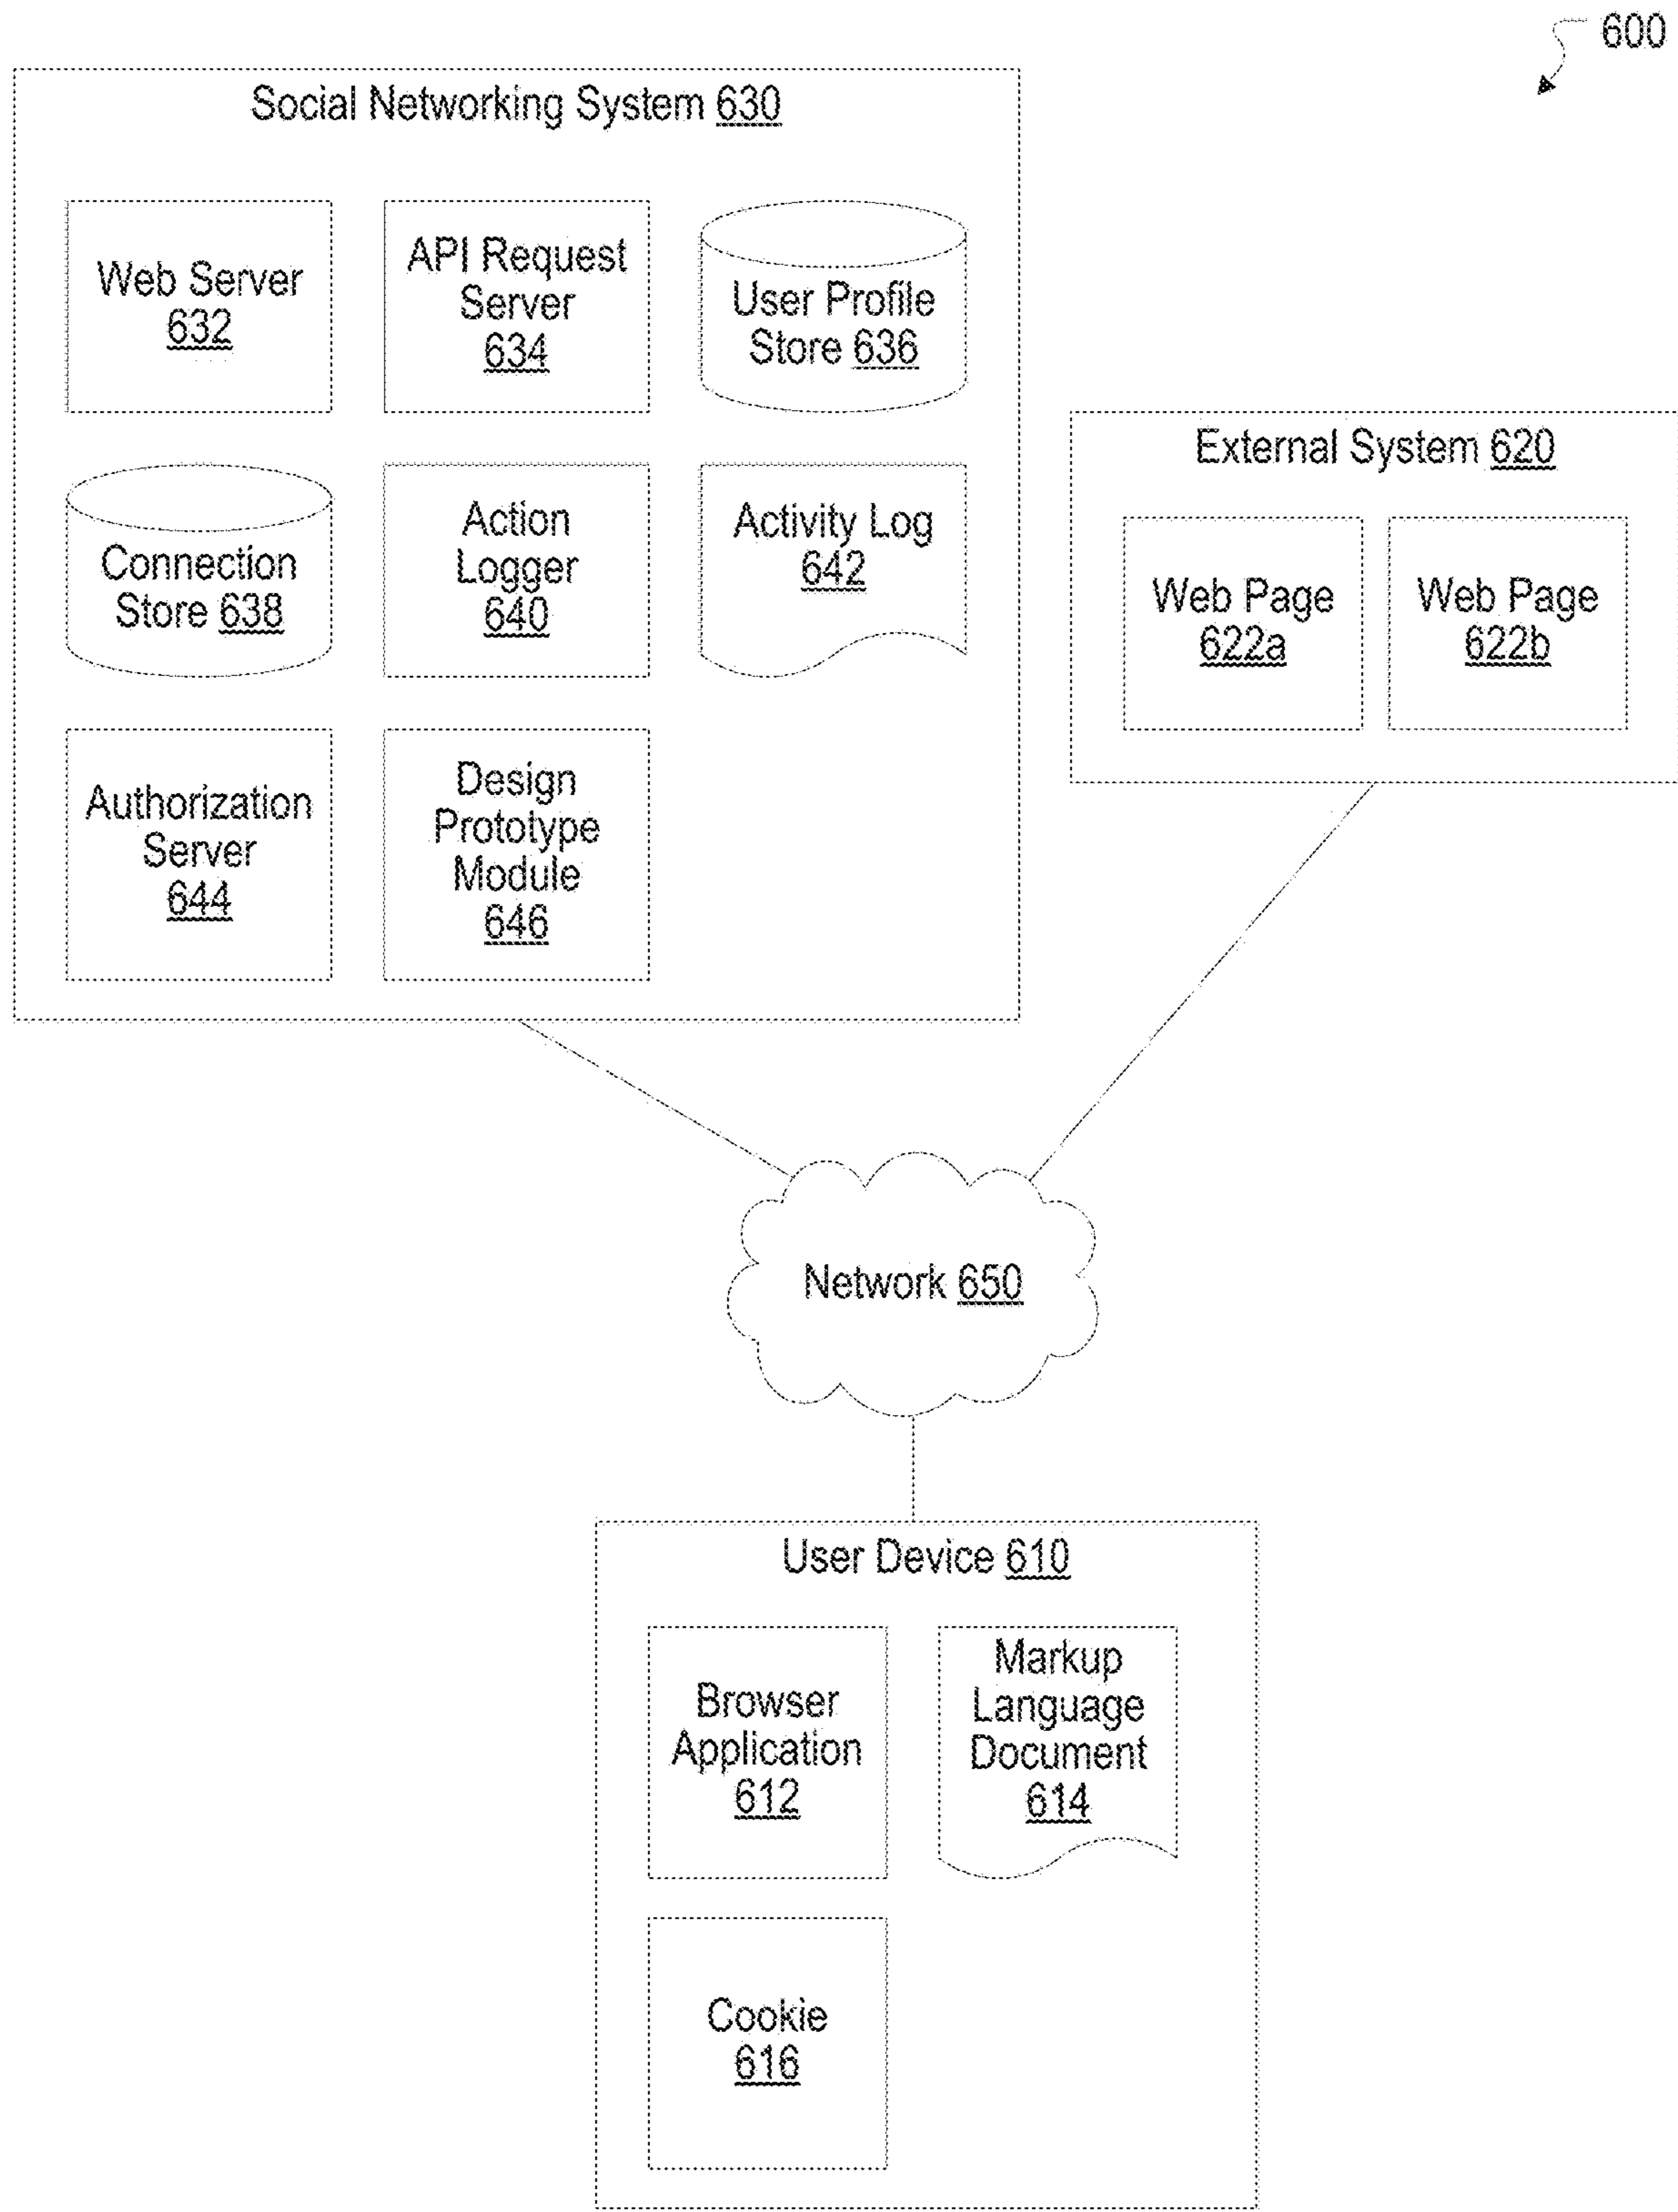 600
Social Networking System 630
Web Server
632
API Request
Server
634
User Profile
Store 636
Connection
Store 638
Action
Logger
640
Activity Log
642
Authorization
Server
644
Design
Prototype
Module
646
External System 620
Web Page
622a
Web Page
622b
Network 650
User Device 610
Browser
Application
612
Markup
Language
Document
614
Cookie
616